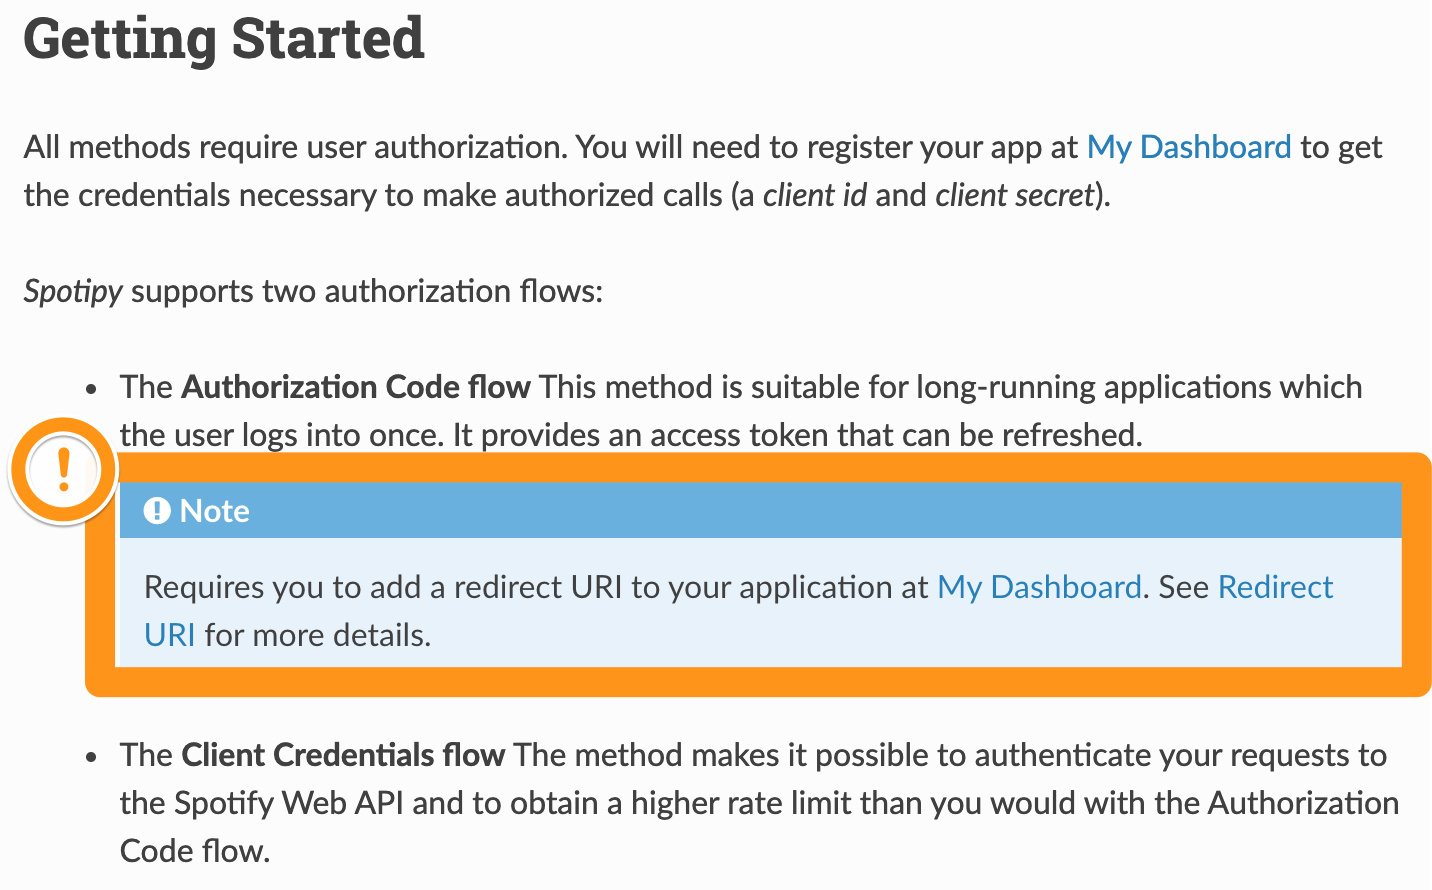 Getting Started
All methods require user authorization. You will need to register your app at My Dashboard to get
the credentials necessary to make authorized calls (a client id and client secret).
Spotipy supports two authorization flows:
• The Authorization Code flow This method is suitable for long-running applications which
the user logs into once. It provides an access token that can be refreshed.
!
! Note
Requires you to add a redirect URI to your application at My Dashboard. See Redirect
URI for more details.
• The Client Credentials flow The method makes it possible to authenticate your requests to
the Spotify Web API and to obtain a higher rate limit than you would with the Authorization
Code flow.